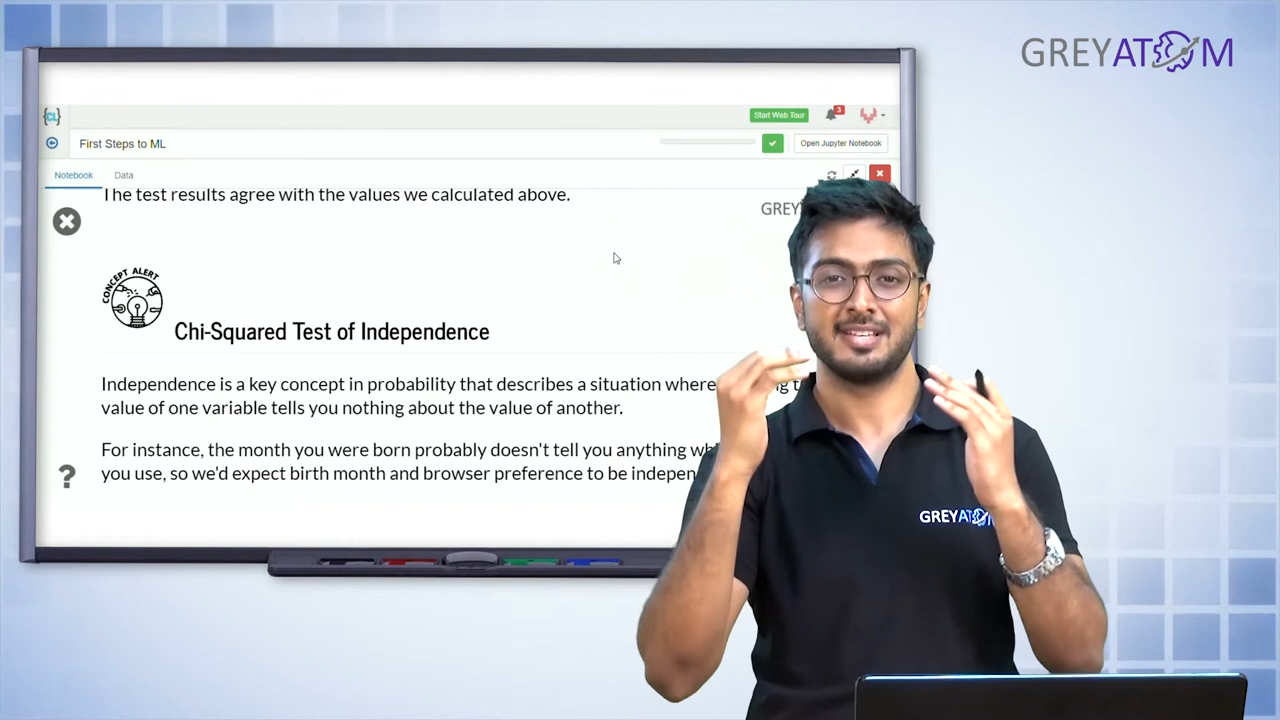 GREYATOM
{CL}
Start Web Tour
3
First Steps to ML
Open Jupyter Notebook
Notebook
Data
The test results agree with the values we calculated above.
GREY
CONCEPT ALERT
Chi-Squared Test of Independence
Independence is a key concept in probability that describes a situation where
value of one variable tells you nothing about the value of another.
For instance, the month you were born probably doesn't tell you anything
you use, so we'd expect birth month and browser preference to be
?
GREYATOM